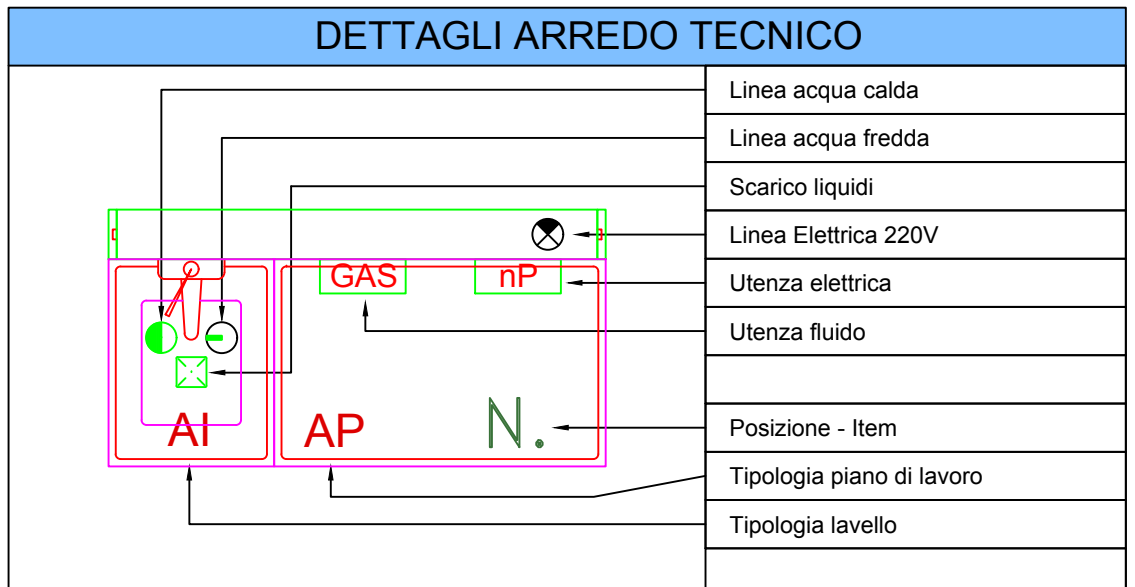 DETTAGLI ARREDO TECNICO
Linea acqua calda
Linea acqua fredda
Scarico liquidi
Linea Elettrica 220V
Utenza elettrica
Utenza fluido
Posizione - Item
Tipologia piano di lavoro
Tipologia lavello
GAS
nP
AI
AP
N.